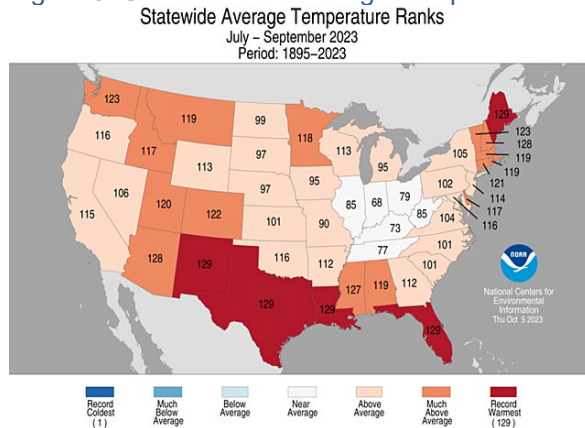 Statewide Average Temperature Ranks
July – September 2023
Period: 1895–2023
123
119
99
118
129
116
117
113
97
113
95
105
123
128
119
119
121
114
117
116
115
106
120
122
97
95
85
68
79
85
102
104
128
129
101
90
73
77
101
116
112
101
129
129
127
119
112
129
NOAA
National Centers for
Environmental
Information
Thu Oct 5 2023
Record
Coldest
( 1 )
Much
Below
Average
Below
Average
Near
Average
Above
Average
Much
Above
Average
Record
Warmest
( 129 )